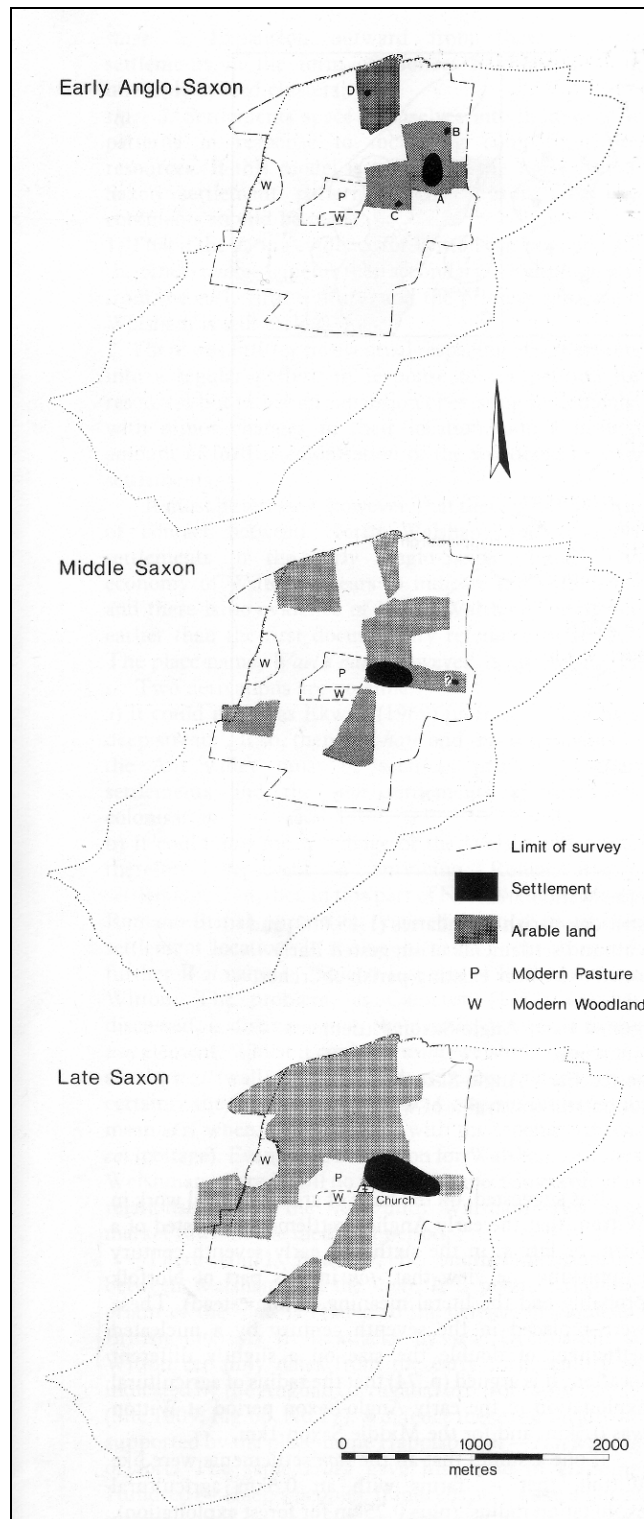 Early Anglo-Saxon
D
B
W
P
W
C
A
Middle Saxon
W
P
W
?
Limit of survey
Settlement
Arable land
P Modern Pasture
W Modern Woodland
Late Saxon
W
P
W
Church
0 1000 2000
metres